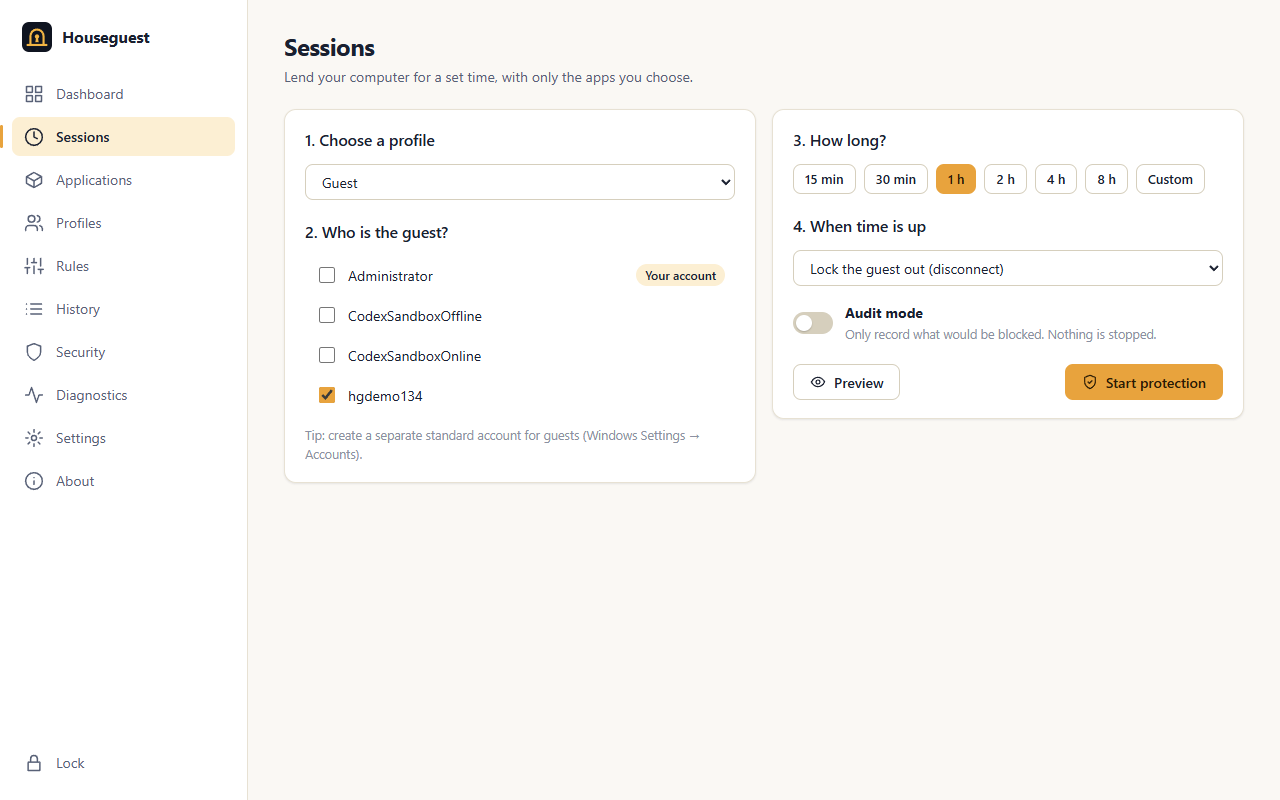 Houseguest
Dashboard
Sessions
Applications
Profiles
Rules
History
Security
Diagnostics
Settings
About
Lock
Sessions
Lend your computer for a set time, with only the apps you choose.
1. Choose a profile
Guest
2. Who is the guest?
Administrator
Your account
CodexSandboxOffline
CodexSandboxOnline
hgdemo134
Tip: create a separate standard account for guests (Windows Settings →
Accounts).
3. How long?
15 min 30 min 1 h 2 h 4 h 8 h Custom
4. When time is up
Lock the guest out (disconnect)
Audit mode
Only record what would be blocked. Nothing is stopped.
Preview
Start protection